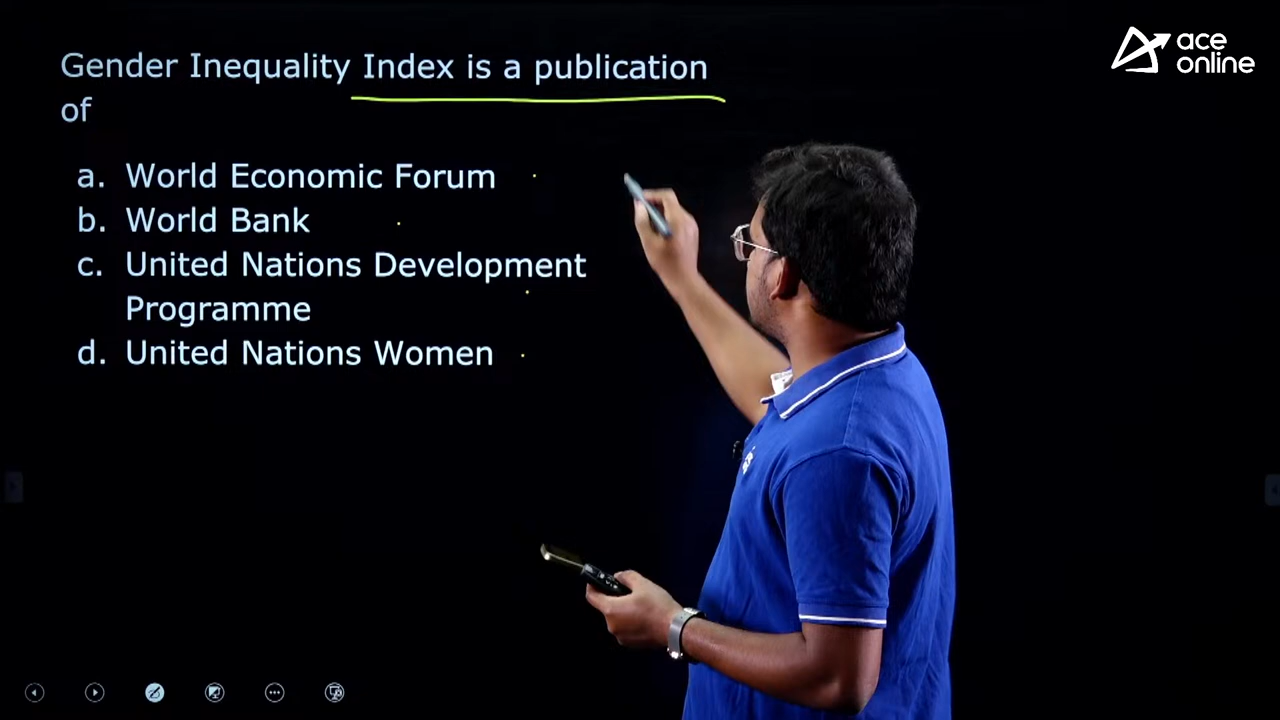 Gender Inequality Index is a publication
of
a. World Economic Forum
b. World Bank
c. United Nations Development
Programme
d. United Nations Women
ace
online